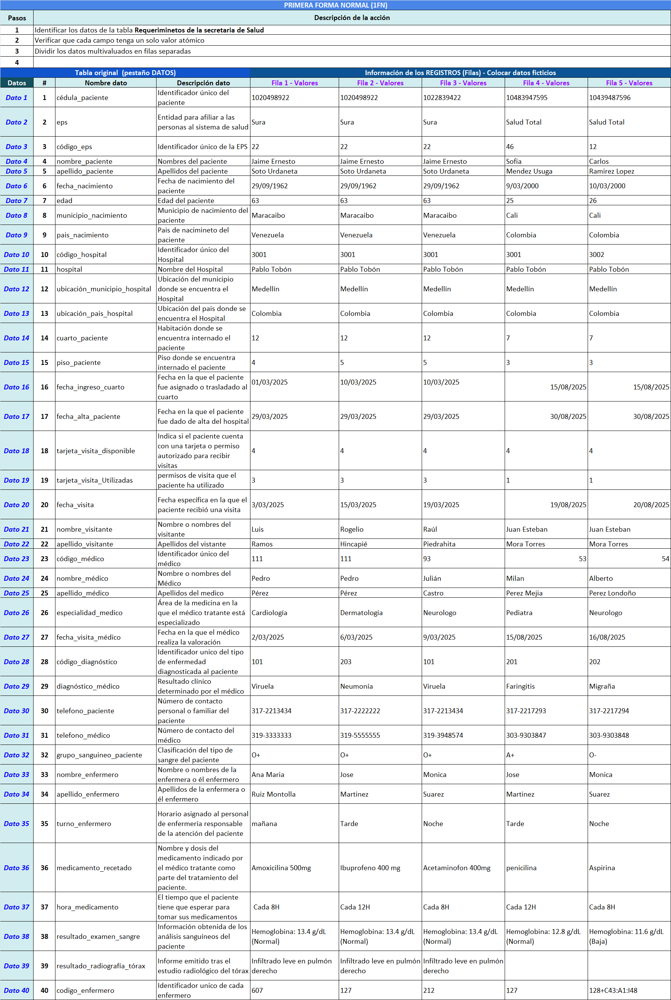 PRIMERA FORMA NORMAL (1FN)
Pasos Descripción de la acción
1 Identificar los datos de la tabla Requeriminetos de la secretaria de Salud
2 Verificar que cada campo tenga un solo valor atómico
3 Dividir los datos multivaluados en filas separadas
4
Tabla original (pestaño DATOS) Información de los REGISTROS (Filas) - Colocar datos ficticios
Datos # Nombre dato Descripción dato Fila 1 - Valores Fila 2 - Valores Fila 3 - Valores Fila 4 - Valores Fila 5 - Valores
Dato 1 1 cédula_paciente Identificador único del paciente 1020498922 1020498922 1022839422 10483947595 10439487596
Dato 2 2 eps Entidad para afiliar a las personas al sistema de salud Sura Sura Sura Salud Total Salud Total
Dato 3 3 código_eps Identificador único de la EPS 22 22 22 46 12
Dato 4 4 nombre_paciente Nombres del paciente Jaime Ernesto Jaime Ernesto Jaime Ernesto Sofia Carlos
Dato 5 5 apellido_paciente Apellidos del paciente Soto Urdaneta Soto Urdaneta Soto Urdaneta Mendez Usuga Ramirez Lopez
Dato 6 6 fecha_nacimiento Fecha de nacimiento del paciente 29/09/1962 29/09/1962 29/09/1962 9/03/2000 10/03/2000
Dato 7 7 edad Edad del paciente 63 63 63 25 26
Dato 8 8 municipio_nacimiento Municipio de nacimiento del paciente Maracaibo Maracaibo Maracaibo Cali Cali
Dato 9 9 pais_nacimiento Pais de nacimineto del paciente Venezuela Venezuela Venezuela Colombia Colombia
Dato 10 10 código_hospital Identificador único del Hospital 3001 3001 3001 3001 3002
Dato 11 11 hospital Nombre del Hospital Pablo Tobón Pablo Tobón Pablo Tobón Pablo Tobón Pablo Tobón
Dato 12 12 ubicación_municipio_hospital Ubicación del municipio donde se encuentra el Hospital Medellín Medellín Medellín Medellín Medellín
Dato 13 13 ubicación_pais_hospital Ubicación del pais donde se encuentra el Hospital Colombia Colombia Colombia Colombia Colombia
Dato 14 14 cuarto_paciente Habitación donde se encuentra internado el paciente 12 12 12 7 7
Dato 15 15 piso_paciente Piso donde se encuentra internado el paciente 4 5 5 3 3
Dato 16 16 fecha_ingreso_cuarto Fecha en la que el paciente fue asignado o trasladado al cuarto 01/03/2025 10/03/2025 10/03/2025 15/08/2025 15/08/2025
Dato 17 17 fecha_alta_paciente Fecha en la que el paciente fue dado de alta del hospital 29/03/2025 29/03/2025 29/03/2025 30/08/2025 30/08/2025
Dato 18 18 tarjeta_visita_disponible Indica si el paciente cuenta con una tarjeta o permiso autorizado para recibir visitas 4 4 4 4 4
Dato 19 19 tarjeta_visita_Utilizadas permisos de visita que el paciente ha utilizado 3 3 3 1 1
Dato 20 20 fecha_visita Fecha específica en la que el paciente recibió una visita 3/03/2025 15/03/2025 19/03/2025 19/08/2025 20/08/2025
Dato 21 21 nombre_visitante Nombre o nombres del visitante Luis Rogelio Raúl Juan Esteban Juan Esteban
Dato 22 22 apellido_visitante Apellidos del vistante Ramos Hincapié Piedrahita Mora Torres Mora Torres
Dato 23 23 código_médico Identificador único del médico 111 111 93 53 54
Dato 24 24 nombre_médico Nombre o nombres del Médico Pedro Pedro Julián Milan Alberto
Dato 25 25 apellido_médico Apellidos del medico Pérez Pérez Castro Perez Mejia Perez Londoño
Dato 26 26 especialidad_medico Área de la medicina en la que el médico tratante está especializado Cardiología Dermatología Neurologo Pediatra Neurologo
Dato 27 27 fecha_visita_médico Fecha en la que el médico realiza la valoración 2/03/2025 6/03/2025 9/03/2025 15/08/2025 16/08/2025
Dato 28 28 código_diagnóstico Identificador unico del tipo de enfermedad diagnosticada al paciente 101 203 101 201 202
Dato 29 29 diagnóstico_médico Resultado clínico determinado por el médico Viruela Neumonía Viruela Faringitis Migraña
Dato 30 30 telefono_paciente Número de contacto personal o familiar del paciente 317-2213434 317-2222222 317-2213434 317-2217293 317-2217294
Dato 31 31 telefono_médico Número de contacto del médico 319-3333333 319-5555555 319-3948574 303-9303847 303-9303848
Dato 32 32 grupo_sanguineo_paciente Clasificación del tipo de sangre del paciente O+ O+ O+ A+ O-
Dato 33 33 nombre_enfermero Nombre o nombres de la enfermera o él enfermero Ana Maria Jose Monica Jose Monica
Dato 34 34 apellido_enfermero Apellidos de la enfermera o él enfermero Ruiz Montolla Martinez Suarez Martinez Suarez
Dato 35 35 turno_enfermero Horario asignado al personal de enfermería responsable de la atención del paciente mañana Tarde Noche Tarde Noche
Dato 36 36 medicamento_recetado Nombre y dosis del medicamento indicado por el médico tratante como parte del tratamiento del paciente. Amoxicilina 500mg Ibuprofeno 400 mg Acetaminofon 400mg penicilina Aspirina
Dato 37 37 hora_medicamento El tiempo que el paciente tiene que esperar para tomar sus medicamentos Cada 8H Cada 12H Cada 8H Cada 12H Cada 8H
Dato 38 38 resultado_examen_sangre Información obtenida de los análisis sanguíneos del paciente Hemoglobina: 13.4 g/dL (Normal) Hemoglobina: 13.4 g/dL (Normal) Hemoglobina: 13.4 g/dL (Normal) Hemoglobina: 12.8 g/dL (Normal) Hemoglobina: 11.6 g/dL (Baja)
Dato 39 39 resultado_radiografía_tórax Informe emitido tras el estudio radiológico del tórax Infiltrado leve en pulmón derecho Infiltrado leve en pulmón derecho Infiltrado leve en pulmón derecho
Dato 40 40 codigo_enfermero Identificador unico de cada enfermero 607 127 212 127 128+C43:A1:I48